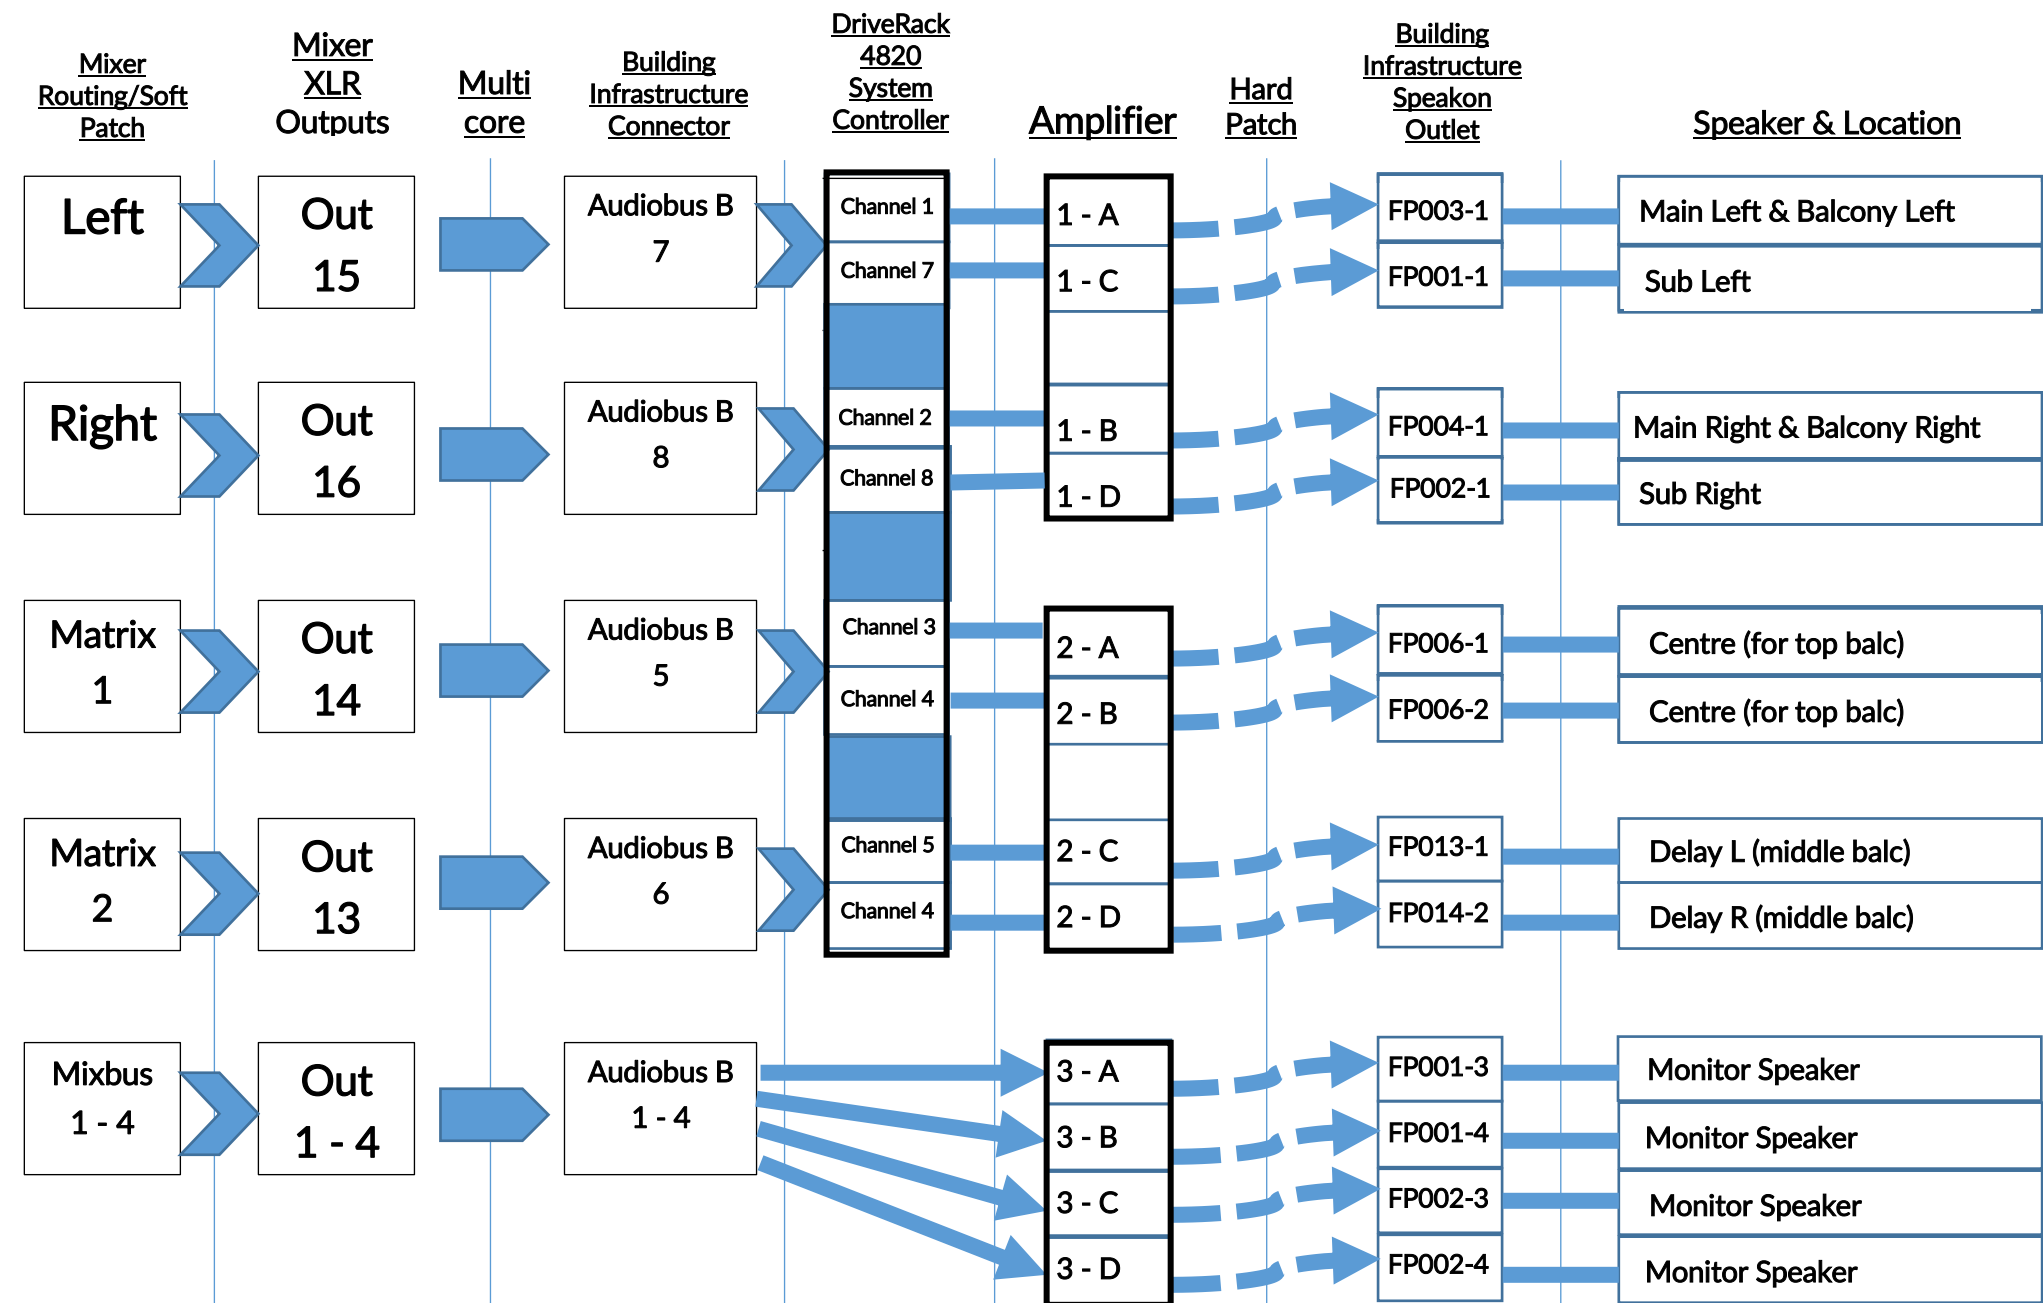 Mixer
Routing/Soft
Patch
Mixer
XLR
Outputs
Multi
core
Building
Infrastructure
Connector
DriveRack
4820
System
Controller
Amplifier
Hard
Patch
Building
Infrastructure
Speakon
Outlet
Speaker & Location
Left
Out
15
Audiobus B
7
Channel 1
Channel 7
1 - A
1 - C
FP003-1
FP001-1
Main Left & Balcony Left
Sub Left
Right
Out
16
Audiobus B
8
Channel 2
Channel 8
1 - B
1 - D
FP004-1
FP002-1
Main Right & Balcony Right
Sub Right
Matrix
1
Out
14
Audiobus B
5
Channel 3
Channel 4
2 - A
2 - B
FP006-1
FP006-2
Centre (for top balc)
Centre (for top balc)
Matrix
2
Out
13
Audiobus B
6
Channel 5
Channel 4
2 - C
2 - D
FP013-1
FP014-2
Delay L (middle balc)
Delay R (middle balc)
Mixbus
1 - 4
Out
1 - 4
Audiobus B
1 - 4
3 - A
3 - B
3 - C
3 - D
FP001-3
FP001-4
FP002-3
FP002-4
Monitor Speaker
Monitor Speaker
Monitor Speaker
Monitor Speaker